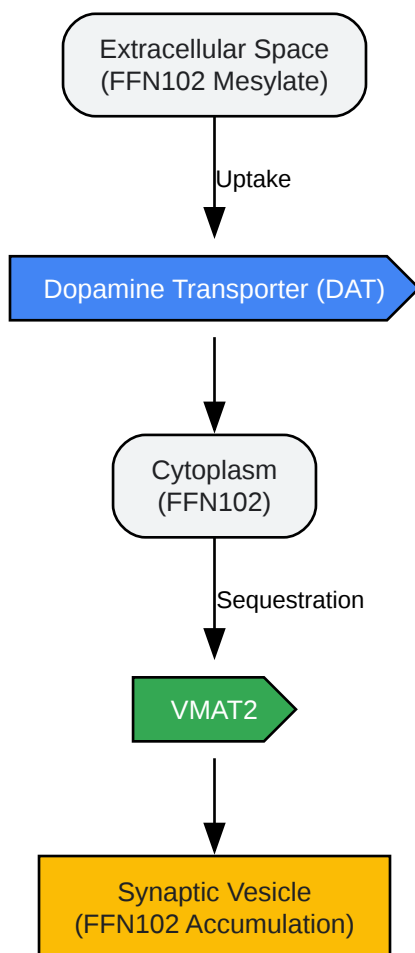 Extracellular Space
(FFN102 Mesylate)
Uptake
Dopamine Transporter (DAT)
Cytoplasm
(FFN102)
Sequestration
VMAT2
Synaptic Vesicle
(FFN102 Accumulation)